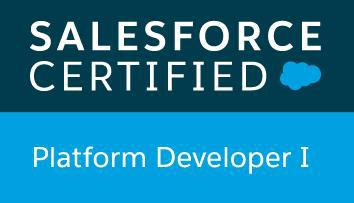 SALESFORCE
CERTIFIED
Platform Developer I